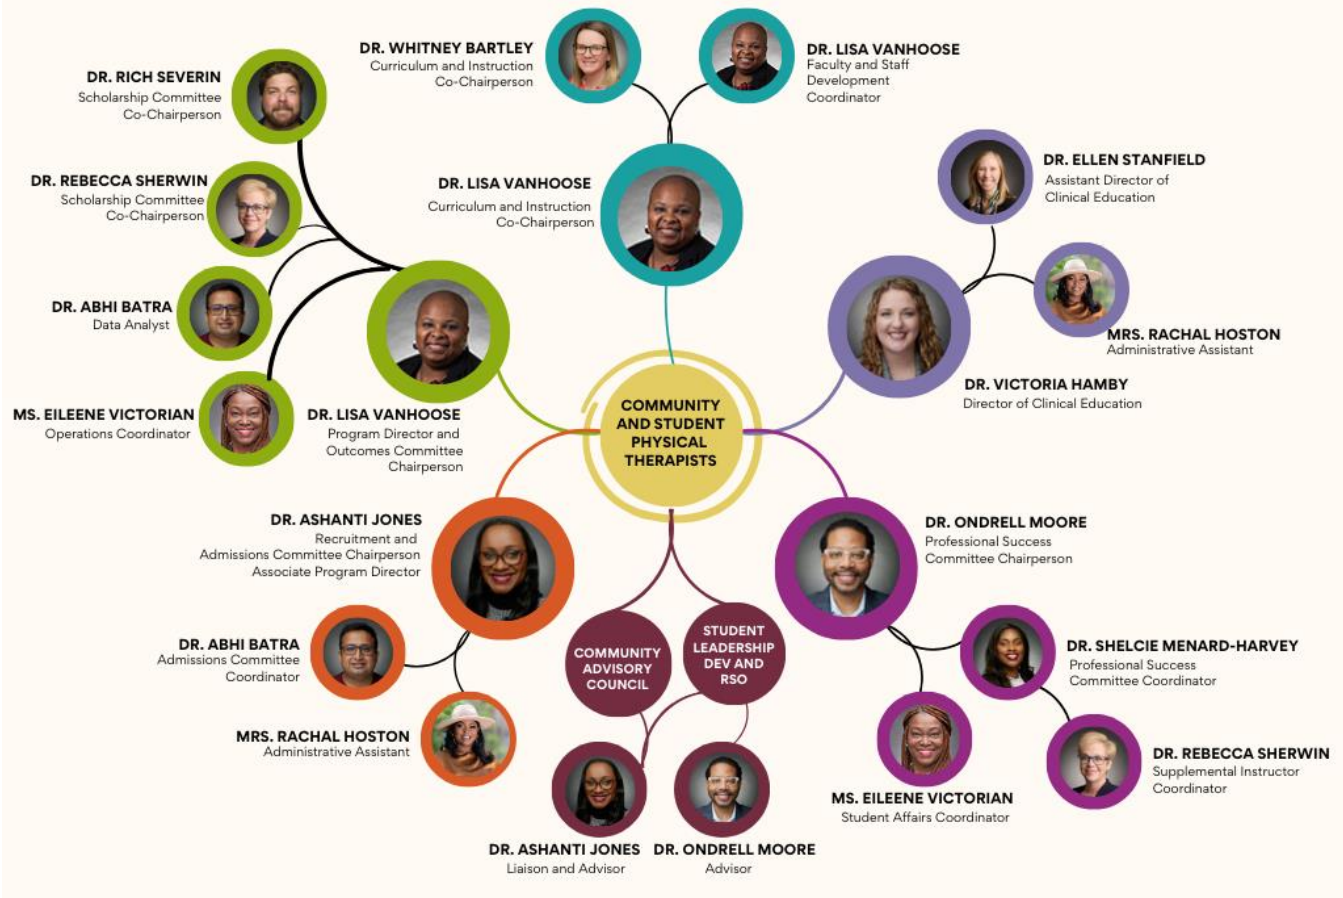 DR. WHITNEY BARTLEY
Curriculum and Instruction
Co-Chairperson
DR. LISA VANHOOSE
Faculty and Staff
Development
Coordinator
DR. RICH SEVERIN
Scholarship Committee
Co-Chairperson
DR. REBECCA SHERWIN
Scholarship Committee
Co-Chairperson
DR. LISA VANHOOSE
Curriculum and Instruction
Co-Chairperson
DR. ELLEN STANFIELD
Assistant Director of
Clinical Education
DR. ABHI BATRA
Data Analyst
MRS. RACHAL HOSTON
Administrative Assistant
DR. VICTORIA HAMBY
Director of Clinical Education
MS. EILEENE VICTORIAN
Operations Coordinator
DR. LISA VANHOOSE
Program Director and
Outcomes Committee
Chairperson
COMMUNITY
AND STUDENT
PHYSICAL
THERAPISTS
DR. ASHANTI JONES
Recruitment and
Admissions Committee Chairperson
Associate Program Director
DR. ONDRELL MOORE
Professional Success
Committee Chairperson
DR. ABHI BATRA
Admissions Committee
Coordinator
MRS. RACHAL HOSTON
Administrative Assistant
COMMUNITY
ADVISORY
COUNCIL
STUDENT
LEADERSHIP
DEV AND
RSO
DR. SHELCIE MENARD-HARVEY
Professional Success
Committee Coordinator
DR. REBECCA SHERWIN
Supplemental Instructor
Coordinator
MS. EILEENE VICTORIAN
Student Affairs Coordinator
DR. ASHANTI JONES
Liaison and Advisor
DR. ONDRELL MOORE
Advisor